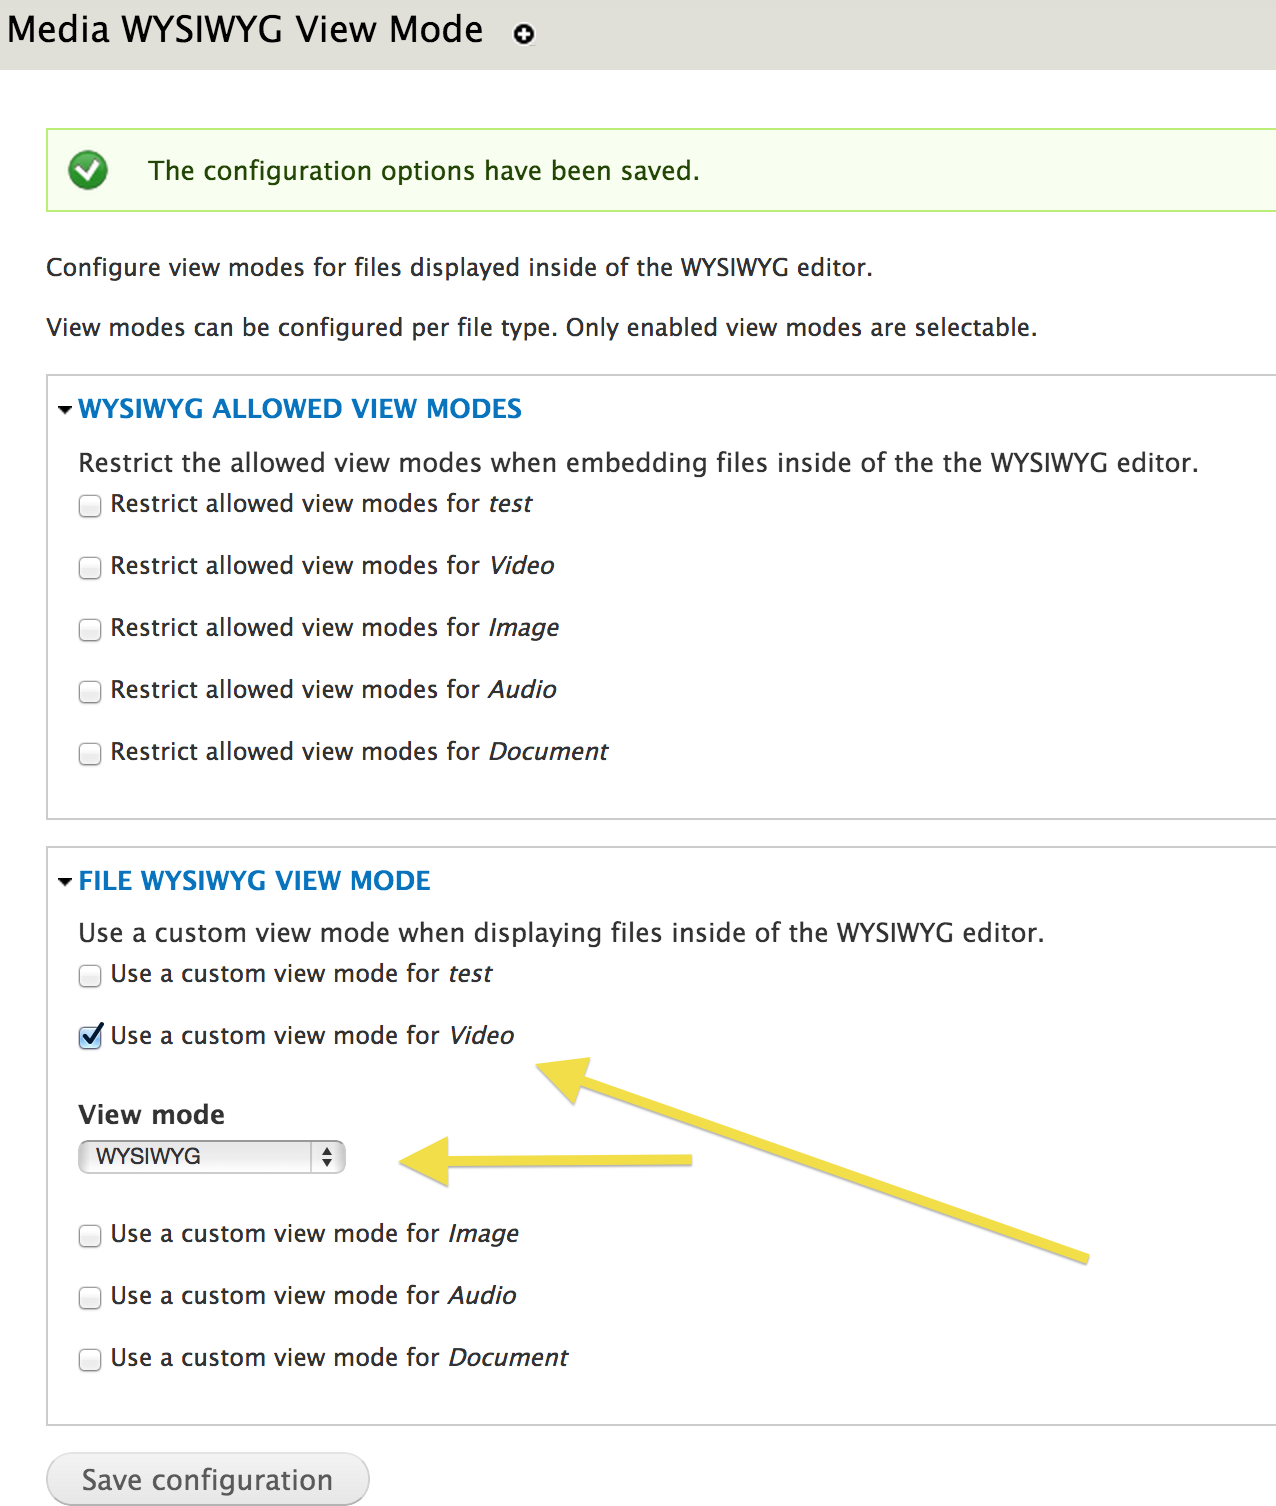 Media WYSIWYG View Mode
The configuration options have been saved.
Configure view modes for files displayed inside of the WYSIWYG editor.
View modes can be configured per file type. Only enabled view modes are selectable.
WYSIWYG ALLOWED VIEW MODES
Restrict the allowed view modes when embedding files inside of the the WYSIWYG editor.
Restrict allowed view modes for test
Restrict allowed view modes for Video
Restrict allowed view modes for Image
Restrict allowed view modes for Audio
Restrict allowed view modes for Document
FILE WYSIWYG VIEW MODE
Use a custom view mode when displaying files inside of the WYSIWYG editor.
Use a custom view mode for test
Use a custom view mode for Video
View mode
WYSIWYG
Use a custom view mode for Image
Use a custom view mode for Audio
Use a custom view mode for Document
Save configuration